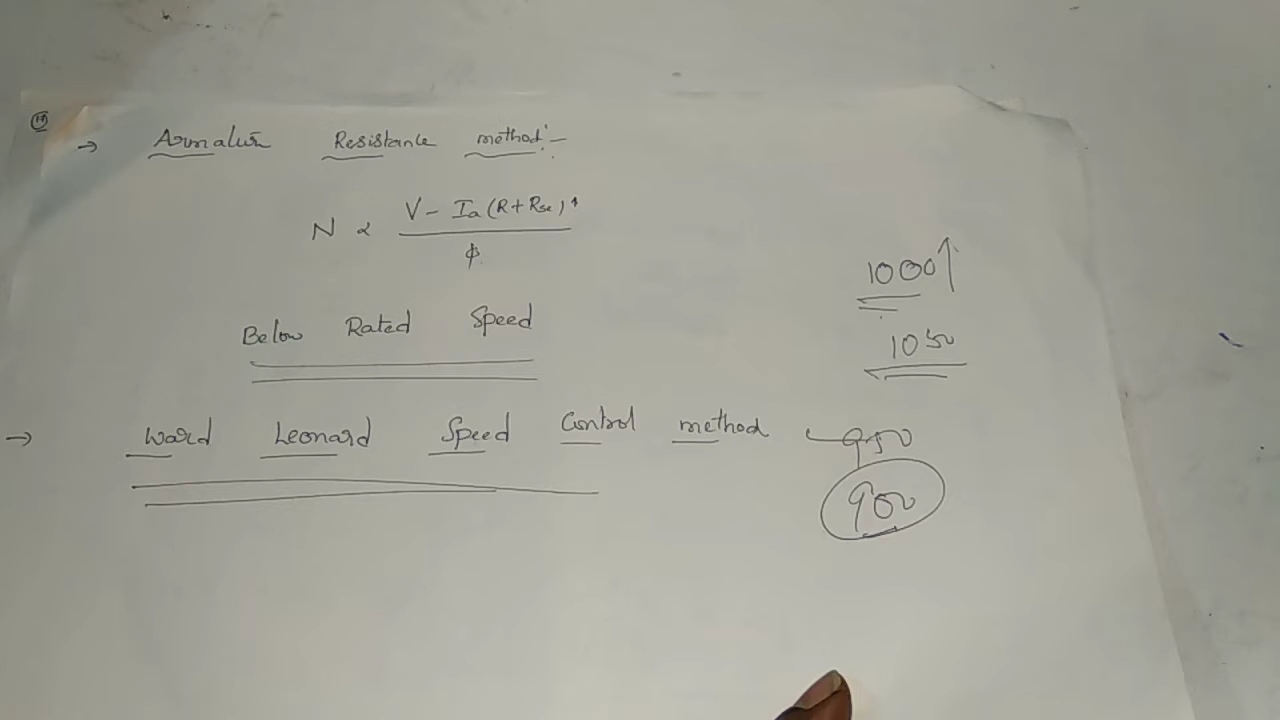 → Armature Resistance method:-
N ∝ V - Ia (R + Rse) ↑ / φ
Below Rated Speed
1000 ↑
1050
→ Ward Leonard Speed Control method
950
900